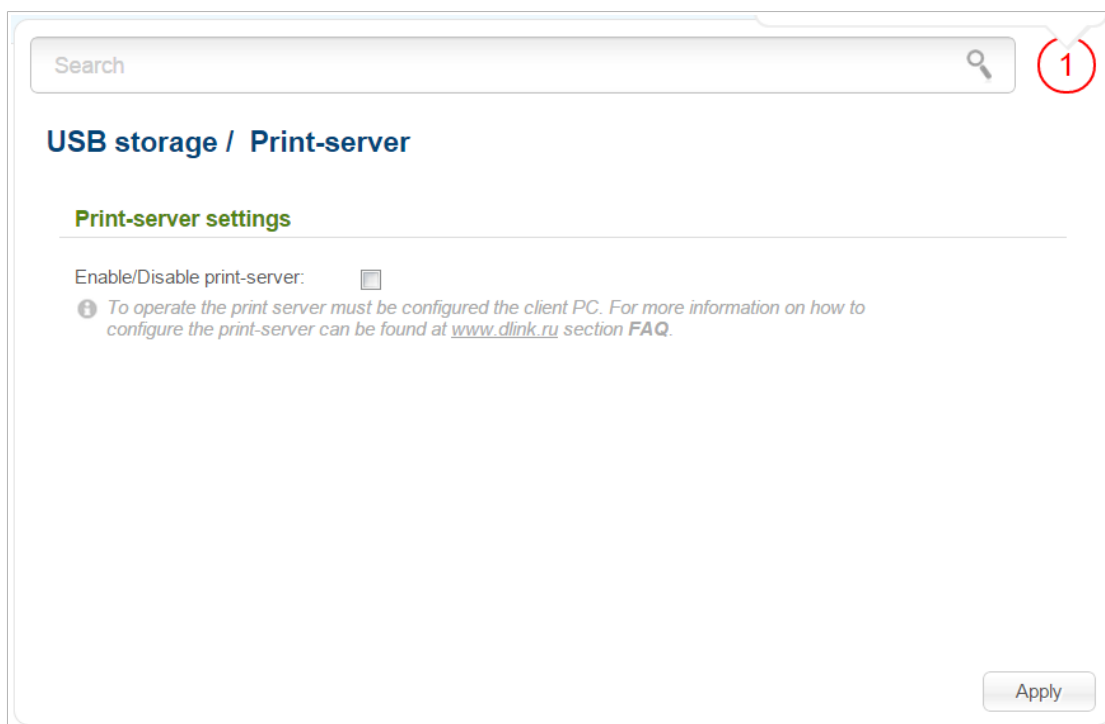 Search
1
USB storage / Print-server
Print-server settings
Enable/Disable print-server:
To operate the print server must be configured the client PC. For more information on how to
configure the print-server can be found at www.dlink.ru section FAQ.
Apply